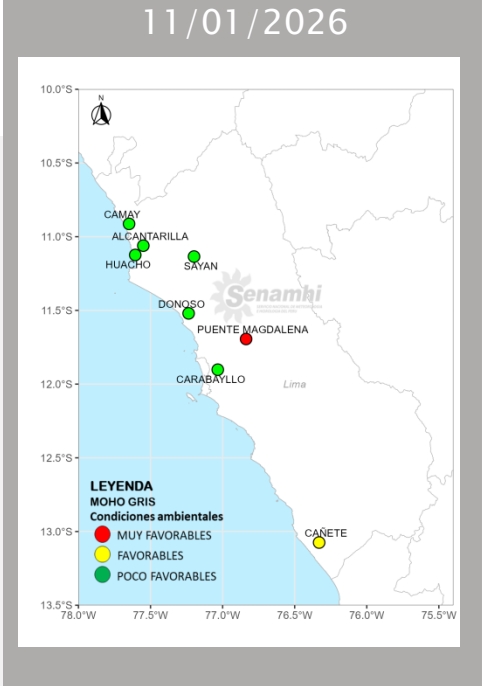 11/01/2026
10.0°S
N
10.5°S
CAMAY
11.0°S
ALCANTARILLA
HUACHO
SAYAN
Senamhi
11.5°S
DONOSO
PUENTE MAGDALENA
12.0°S
CARABAYLLO
Lima
12.5°S
LEYENDA
MOHO GRIS
Condiciones ambientales
MUY FAVORABLES
FAVORABLES
POCO FAVORABLES
13.0°S
CAÑETE
13.5°S
78.0°W 77.5°W 77.0°W 76.5°W 76.0°W 75.5°W